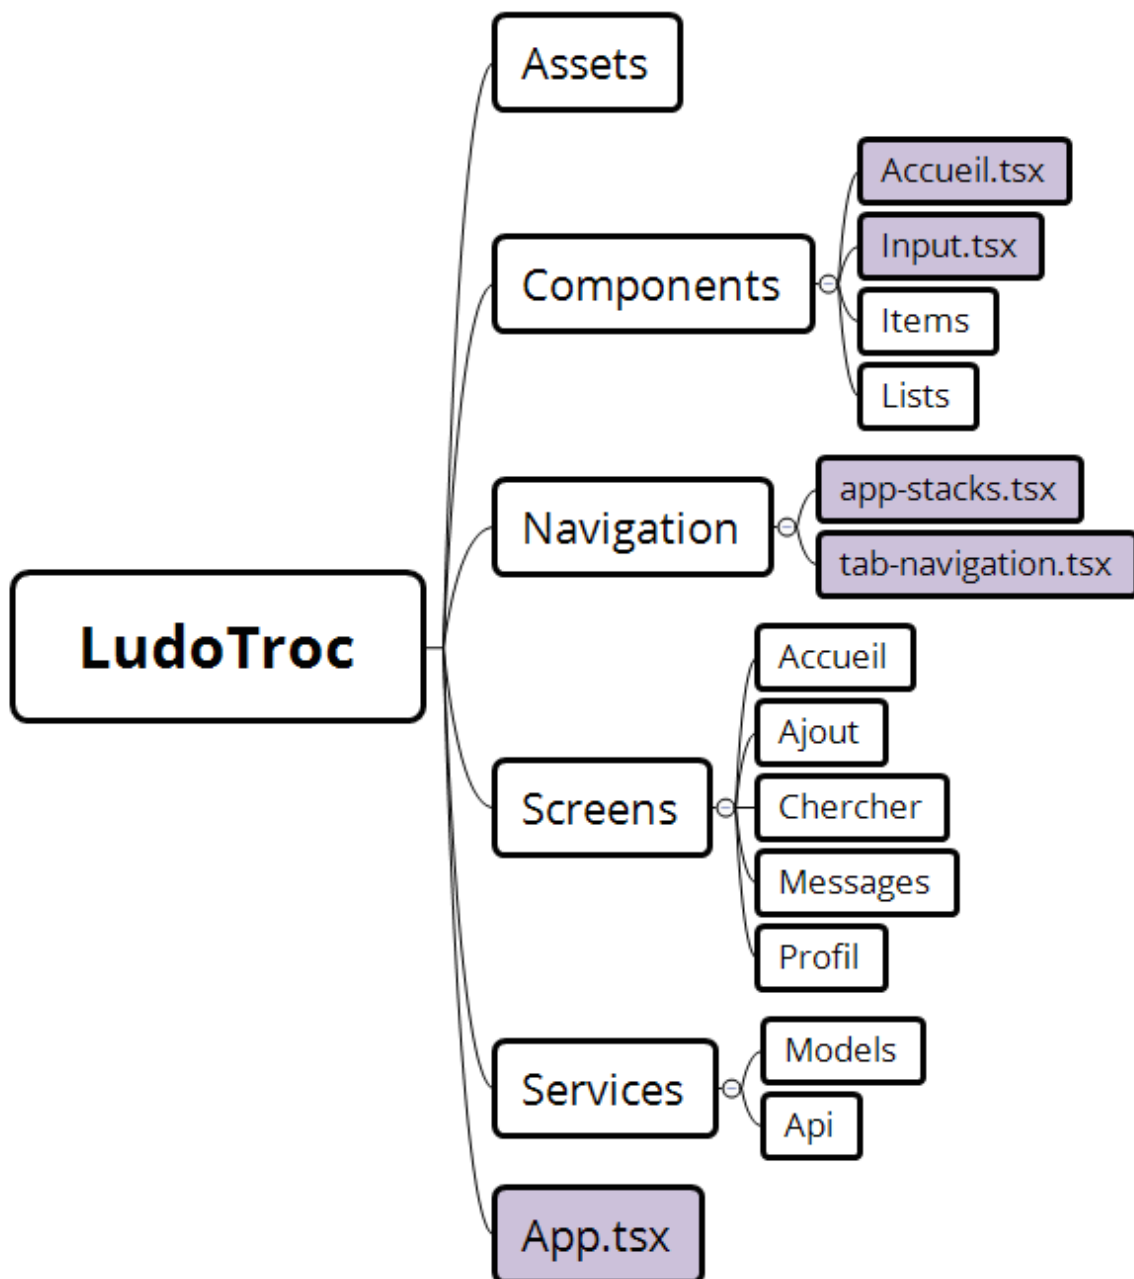 LudoTroc
Assets
Components
Accueil.tsx
Input.tsx
Items
Lists
Navigation
app-stacks.tsx
tab-navigation.tsx
Screens
Accueil
Ajout
Chercher
Messages
Profil
Services
Models
Api
App.tsx